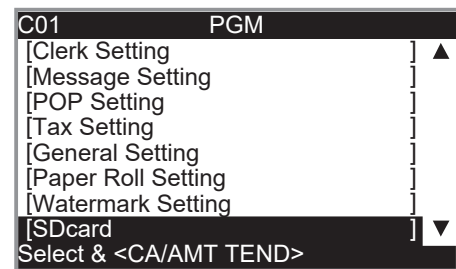 C01 PGM
[Clerk Setting ] ▲
[Message Setting ]
[POP Setting ]
[Tax Setting ]
[General Setting ]
[Paper Roll Setting ]
[Watermark Setting ]
[SDcard ] ▼
Select & <CA/AMT TEND>